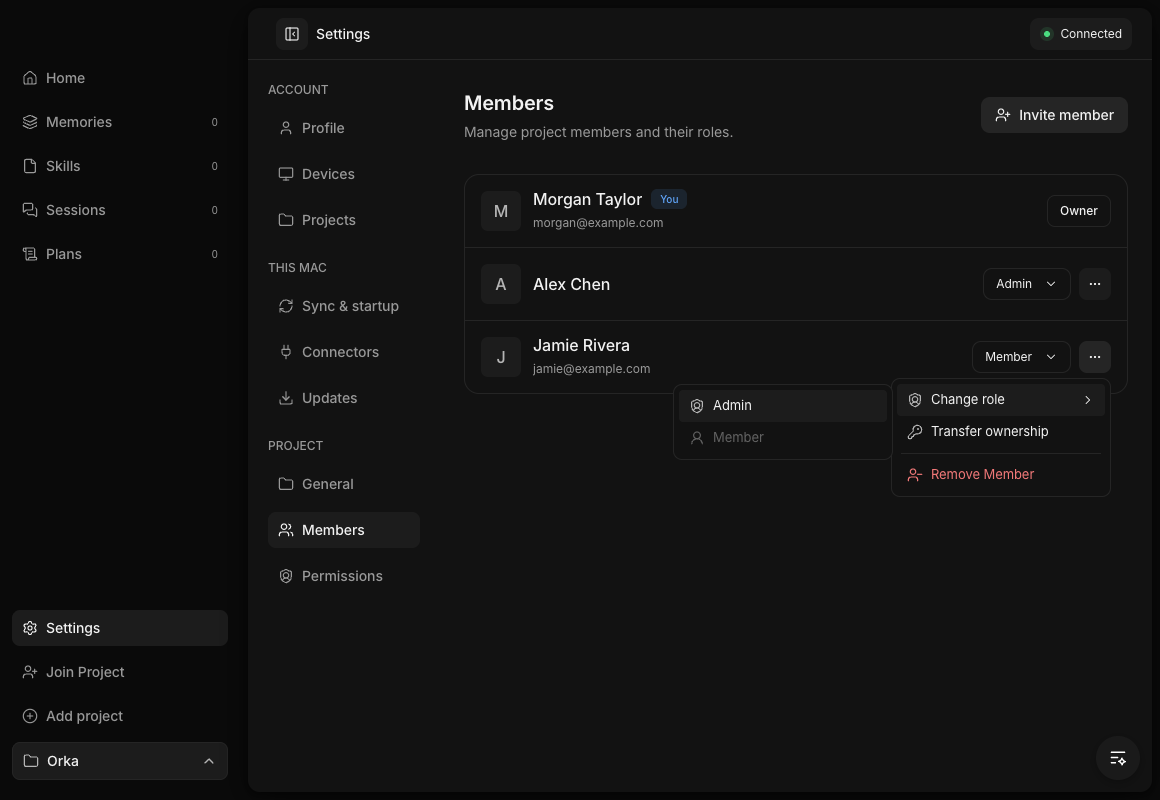 Home
Memories 0
Skills 0
Sessions 0
Plans 0
Settings
Join Project
Add project
Orka
Settings
Connected
ACCOUNT
Profile
Devices
Projects
THIS MAC
Sync & startup
Connectors
Updates
PROJECT
General
Members
Permissions
Members
Manage project members and their roles.
Invite member
M
Morgan Taylor You
morgan@example.com
Owner
A
Alex Chen
Admin
J
Jamie Rivera
jamie@example.com
Member
Admin
Member
Change role
Transfer ownership
Remove Member